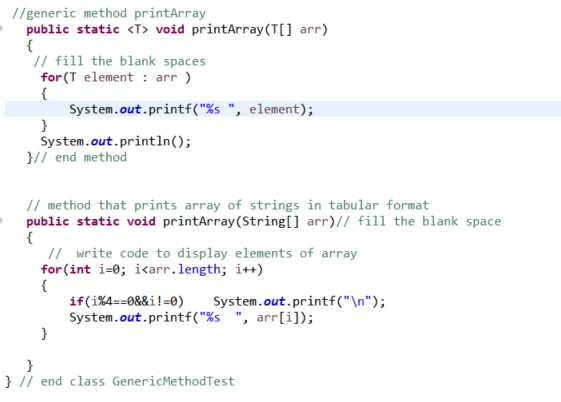 //generic method printArray
public static <T> void printArray(T[] arr)
{
// fill the blank spaces
for(T element : arr )
{
System.out.printf("%s ", element);
}
System.out.println();
}// end method
// method that prints array of strings in tabular format
public static void printArray(String[] arr)// fill the blank space
{
//  write code to display elements of array
for(int i=0; i<arr.length; i++)
{
if(i%4==0&&i!=0)    System.out.printf("\n");
System.out.printf("%s  ", arr[i]);
}
}
} // end class GenericMethodTest